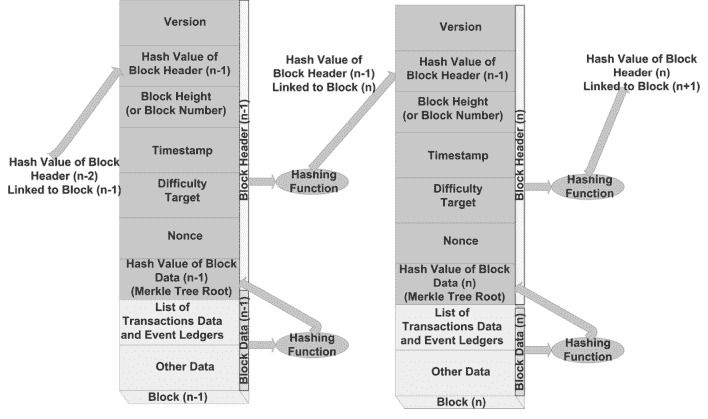 Version
Hash Value of
Block Header (n-1)
Block Height
(or Block Number)
Timestamp
Difficulty
Target
Nonce
Hash Value of Block
Data (n-1)
(Merkle Tree Root)
List of
Transactions Data
and Event Ledgers
Other Data
Block (n-1)
Block Header (n-1)
Block Data (n-1)
Hash Value of Block
Header (n-2)
Linked to Block (n-1)
Hashing
Function
Hashing
Function
Hash Value of
Block Header (n-1)
Linked to Block (n)
Version
Hash Value of
Block Header (n-1)
Block Height
(or Block Number)
Timestamp
Difficulty
Target
Nonce
Hash Value of Block
Data (n)
(Merkle Tree Root)
List of
Transactions Data
and Event Ledgers
Other Data
Block (n)
Block Header (n)
Block Data (n)
Hashing
Function
Hashing
Function
Hash Value of Block
Header (n)
Linked to Block (n+1)